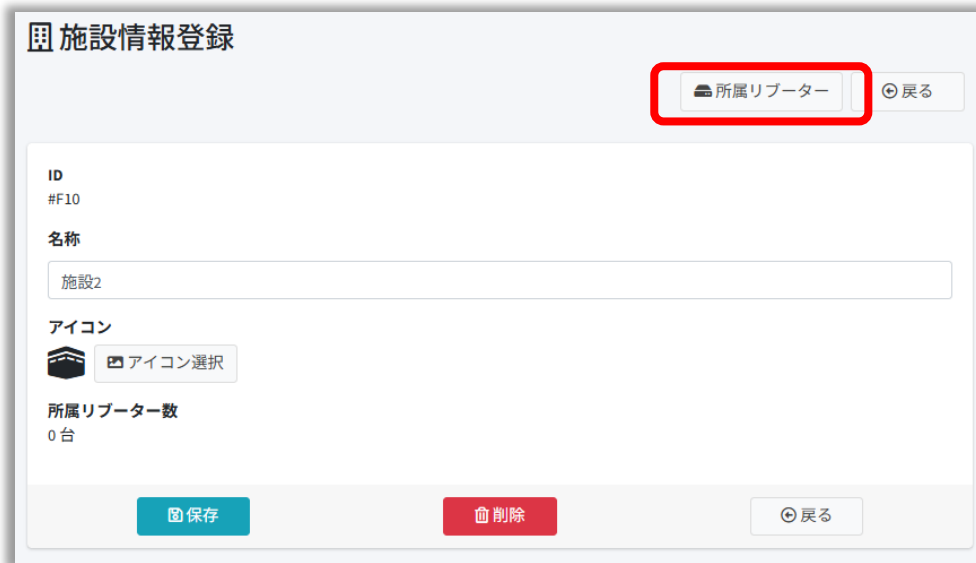 施設情報登録
所属リブーター
戻る
ID
#F10
名称
施設2
アイコン
アイコン選択
所属リブーター数
0 台
保存
削除
戻る